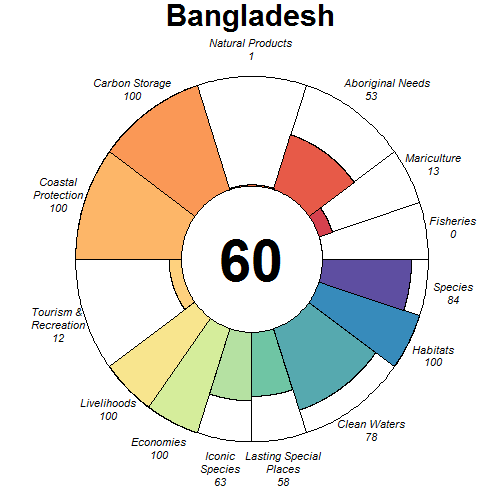 Bangladesh
Natural Products
1
Carbon Storage
100
Aboriginal Needs
53
Mariculture
13
Coastal
Protection
100
Fisheries
0
60
Species
84
Tourism &
Recreation
12
Habitats
100
Livelihoods
100
Clean Waters
78
Economies
100
Iconic
Species
63
Lasting Special
Places
58